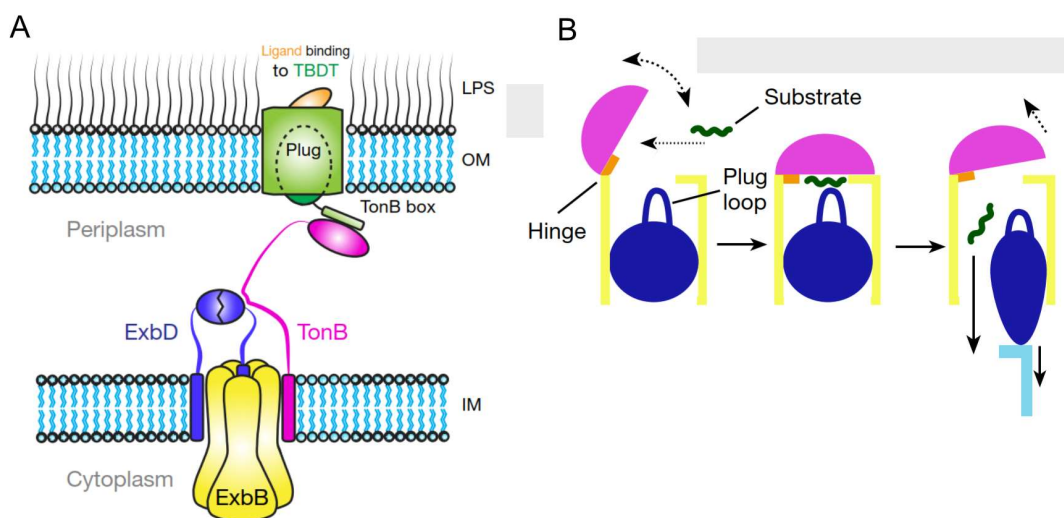 A
Ligand binding
to TBDT
LPS
Plug
OM
TonB box
Periplasm
ExbD
TonB
IM
Cytoplasm
ExbB
B
Substrate
Plug
loop
Hinge